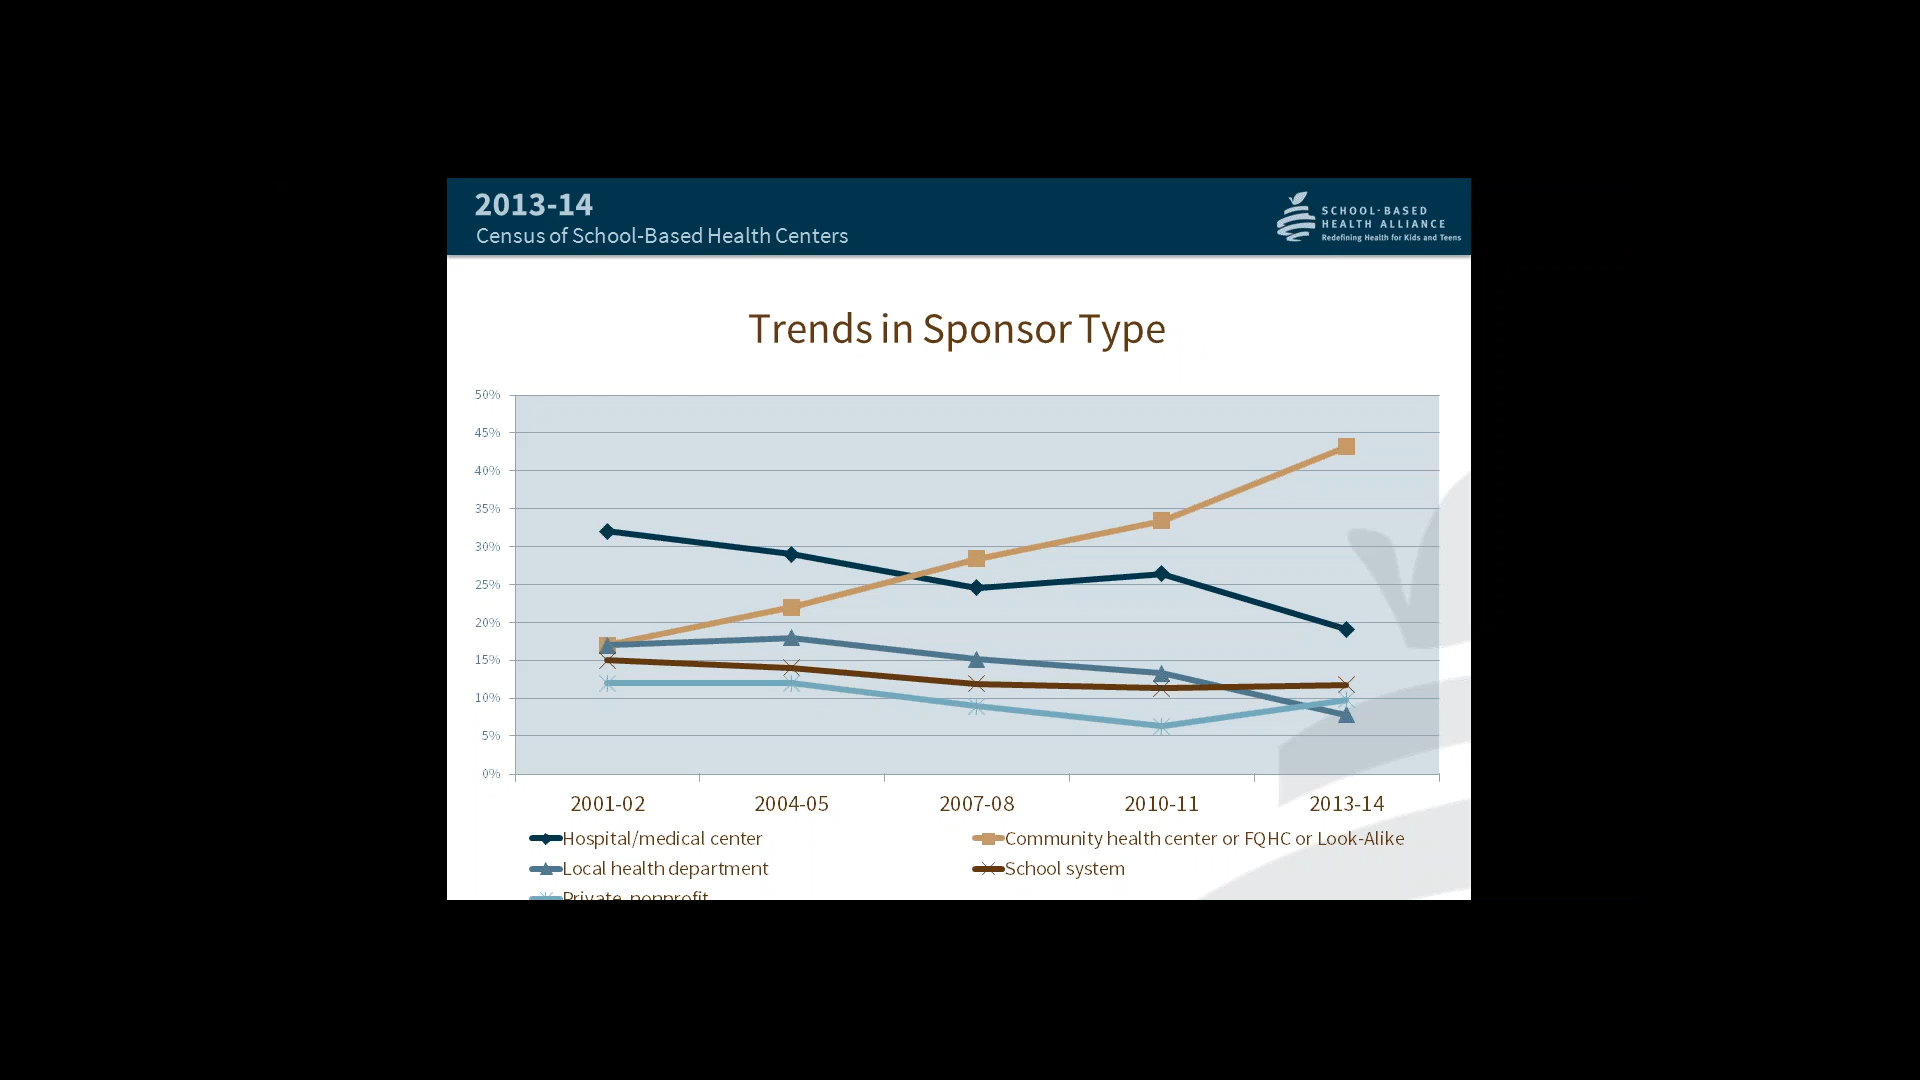 2013-14
Census of School-Based Health Centers
SCHOOL-BASED
HEALTH ALLIANCE
Redefining Health for Kids and Teens
Trends in Sponsor Type
50%
45%
40%
35%
30%
25%
20%
15%
10%
5%
0%
2001-02 2004-05 2007-08 2010-11 2013-14
Hospital/medical center Community health center or FQHC or Look-Alike
Local health department School system
Private, nonprofit